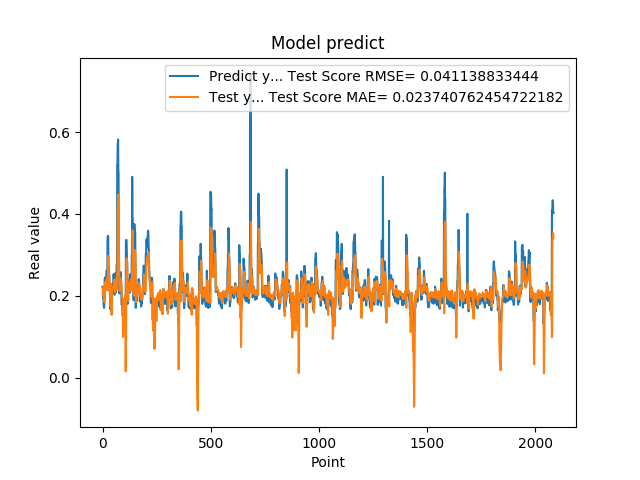 Model predict
Predict y... Test Score RMSE= 0.041138833444
Test y... Test Score MAE= 0.023740762454722182
Real value
0.6
0.4
0.2
0.0
0
500
1000
1500
2000
Point